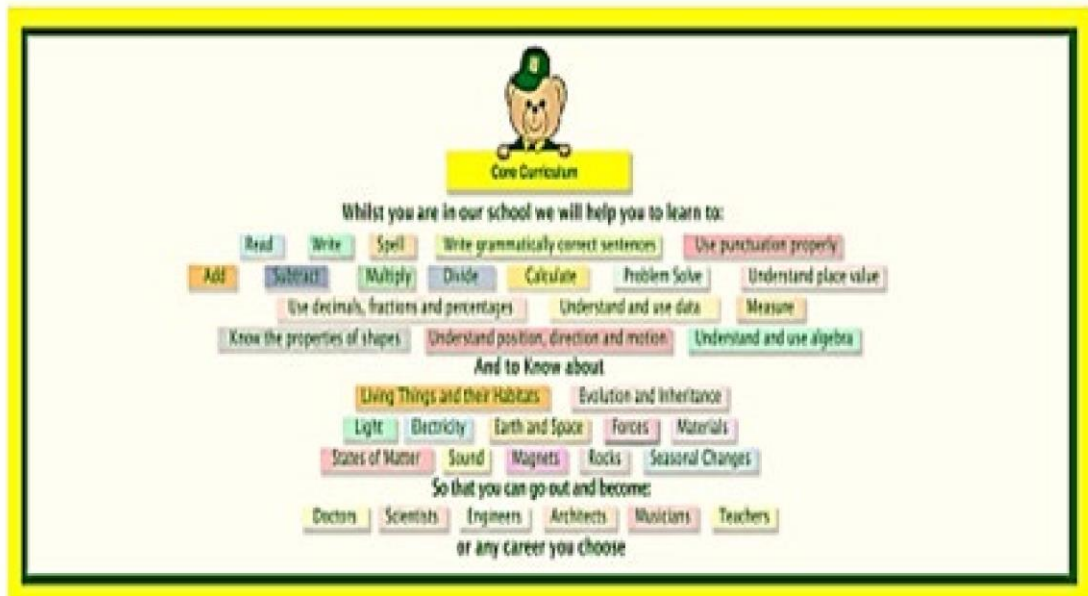 Core Curriculum
Whilst you are in our school we will help you to learn to:
Read Write Spell Write grammatically correct sentences Use punctuation properly
Add Subtract Multiply Divide Calculate Problem Solve Understand place value
Use decimals, fractions and percentages Understand and use data Measure
Know the properties of shapes Understand position, direction and motion Understand and use algebra
And to Know about
Living Things and their Habitats Evolution and Inheritance
Light Electricity Earth and Space Forces Materials
States of Matter Sound Magnets Rocks Seasonal Changes
So that you can go out and become:
Doctors Scientists Engineers Architects Musicians Teachers
or any career you choose